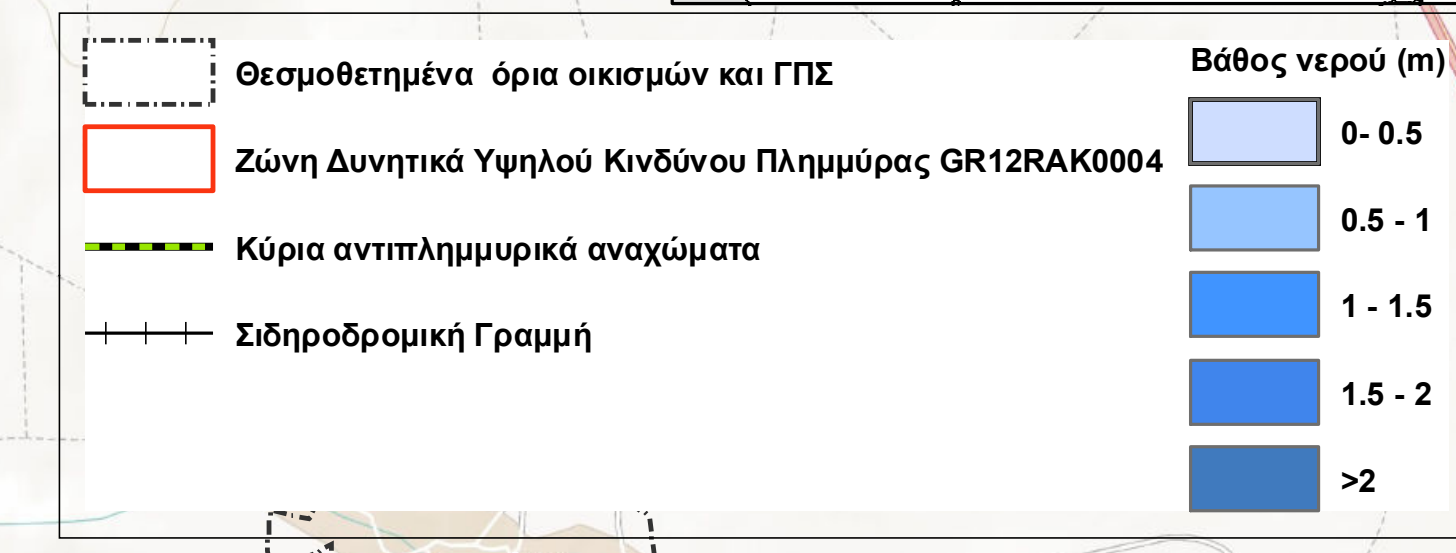 Θεσμοθετημένα όρια οικισμών και ΓΠΣ
Ζώνη Δυνητικά Υψηλού Κινδύνου Πλημμύρας GR12RAK0004
Κύρια αντιπλημμυρικά αναχώματα
Σιδηροδρομική Γραμμή
Βάθος νερού (m)
0- 0.5
0.5 - 1
1 - 1.5
1.5 - 2
>2